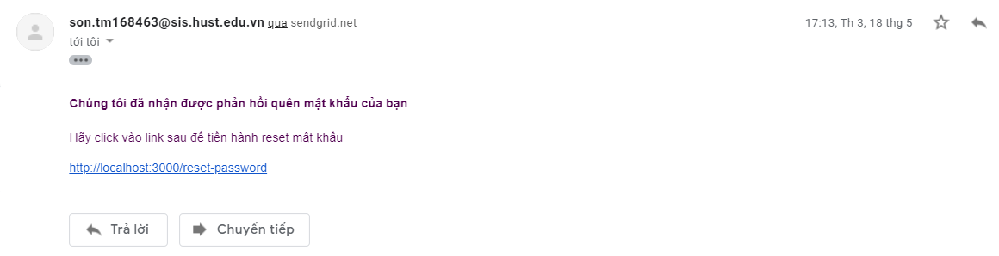 son.tm168463@sis.hust.edu.vn qua sendgrid.net
17:13, Th 3, 18 thg 5
tới tôi
Chúng tôi đã nhận được phản hồi quên mật khẩu của bạn
Hãy click vào link sau để tiến hành reset mật khẩu
http://localhost:3000/reset-password
Trả lời
Chuyển tiếp